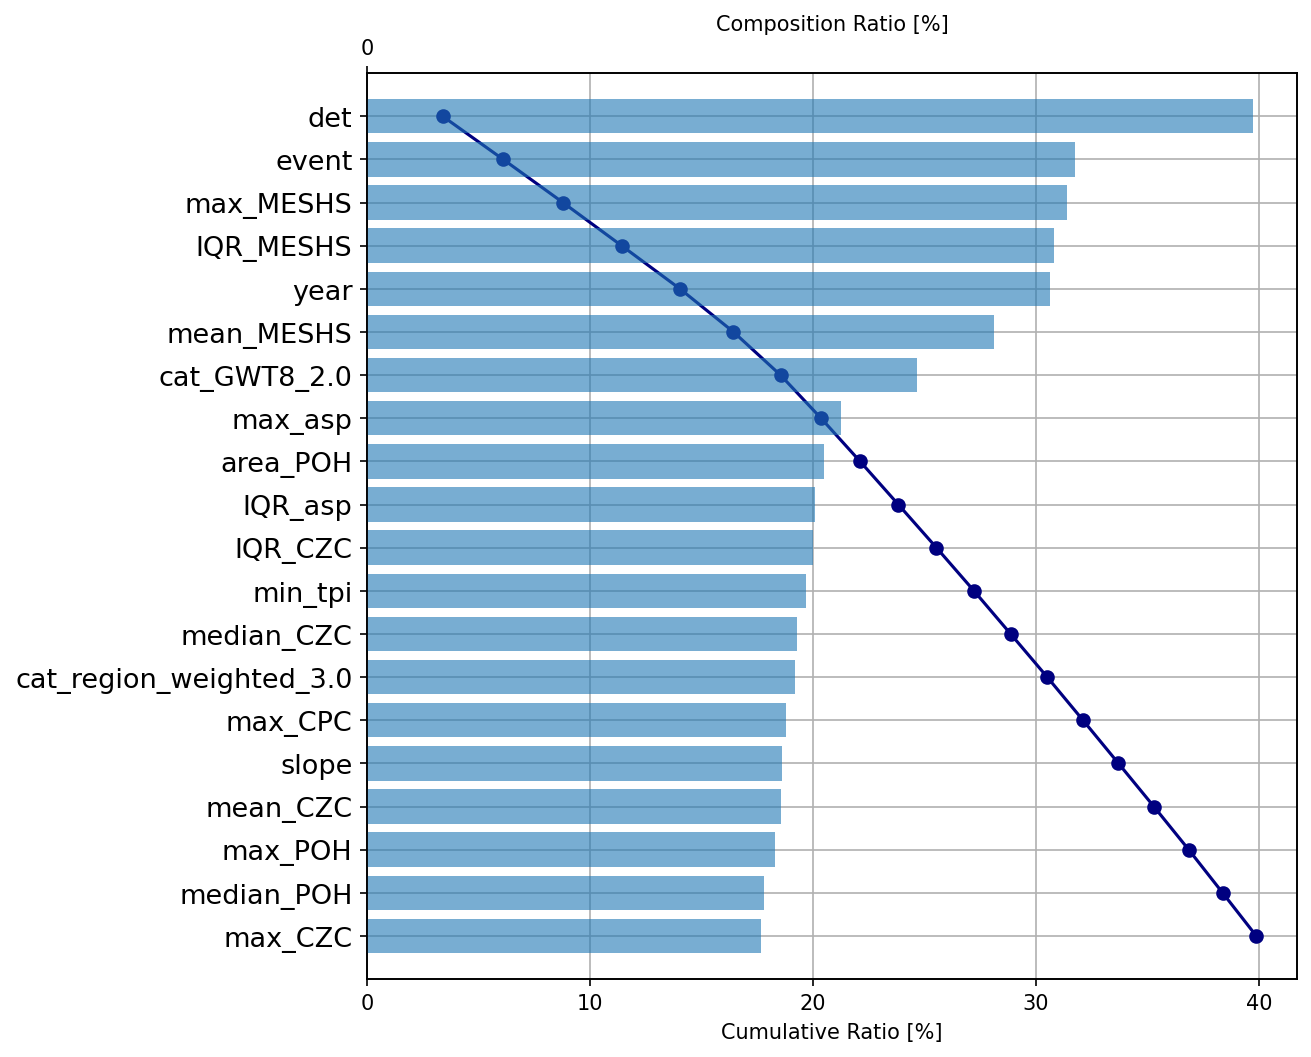 Composition Ratio [%]
0
det
event
max_MESHS
IQR_MESHS
year
mean_MESHS
cat_GWT8_2.0
max_asp
area_POH
IQR_asp
IQR_CZC
min_tpi
median_CZC
cat_region_weighted_3.0
max_CPC
slope
mean_CZC
max_POH
median_POH
max_CZC
0 10 20 30 40
Cumulative Ratio [%]